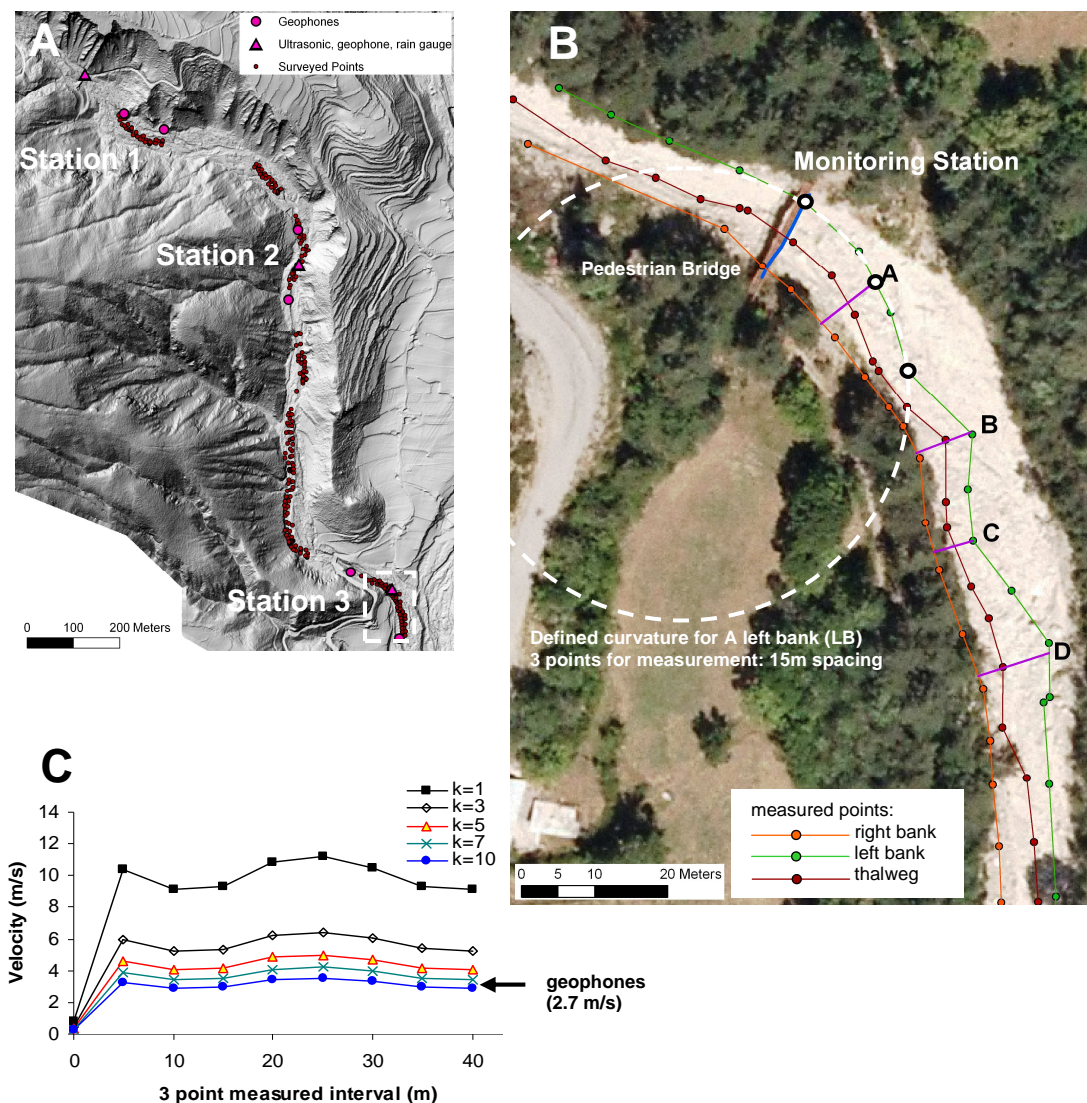 A
Geophones
Ultrasonic, geophone, rain gauge
Surveyed Points
Station 1
Station 2
Station 3
0 100 200 Meters
B
Monitoring Station
Pedestrian Bridge
A
B
C
D
Defined curvature for A left bank (LB)
3 points for measurement: 15m spacing
measured points:
right bank
left bank
thalweg
0 5 10 20 Meters
C
k=1
k=3
k=5
k=7
k=10
Velocity (m/s)
14
12
10
8
6
4
2
0
0 10 20 30 40
3 point measured interval (m)
geophones
(2.7 m/s)